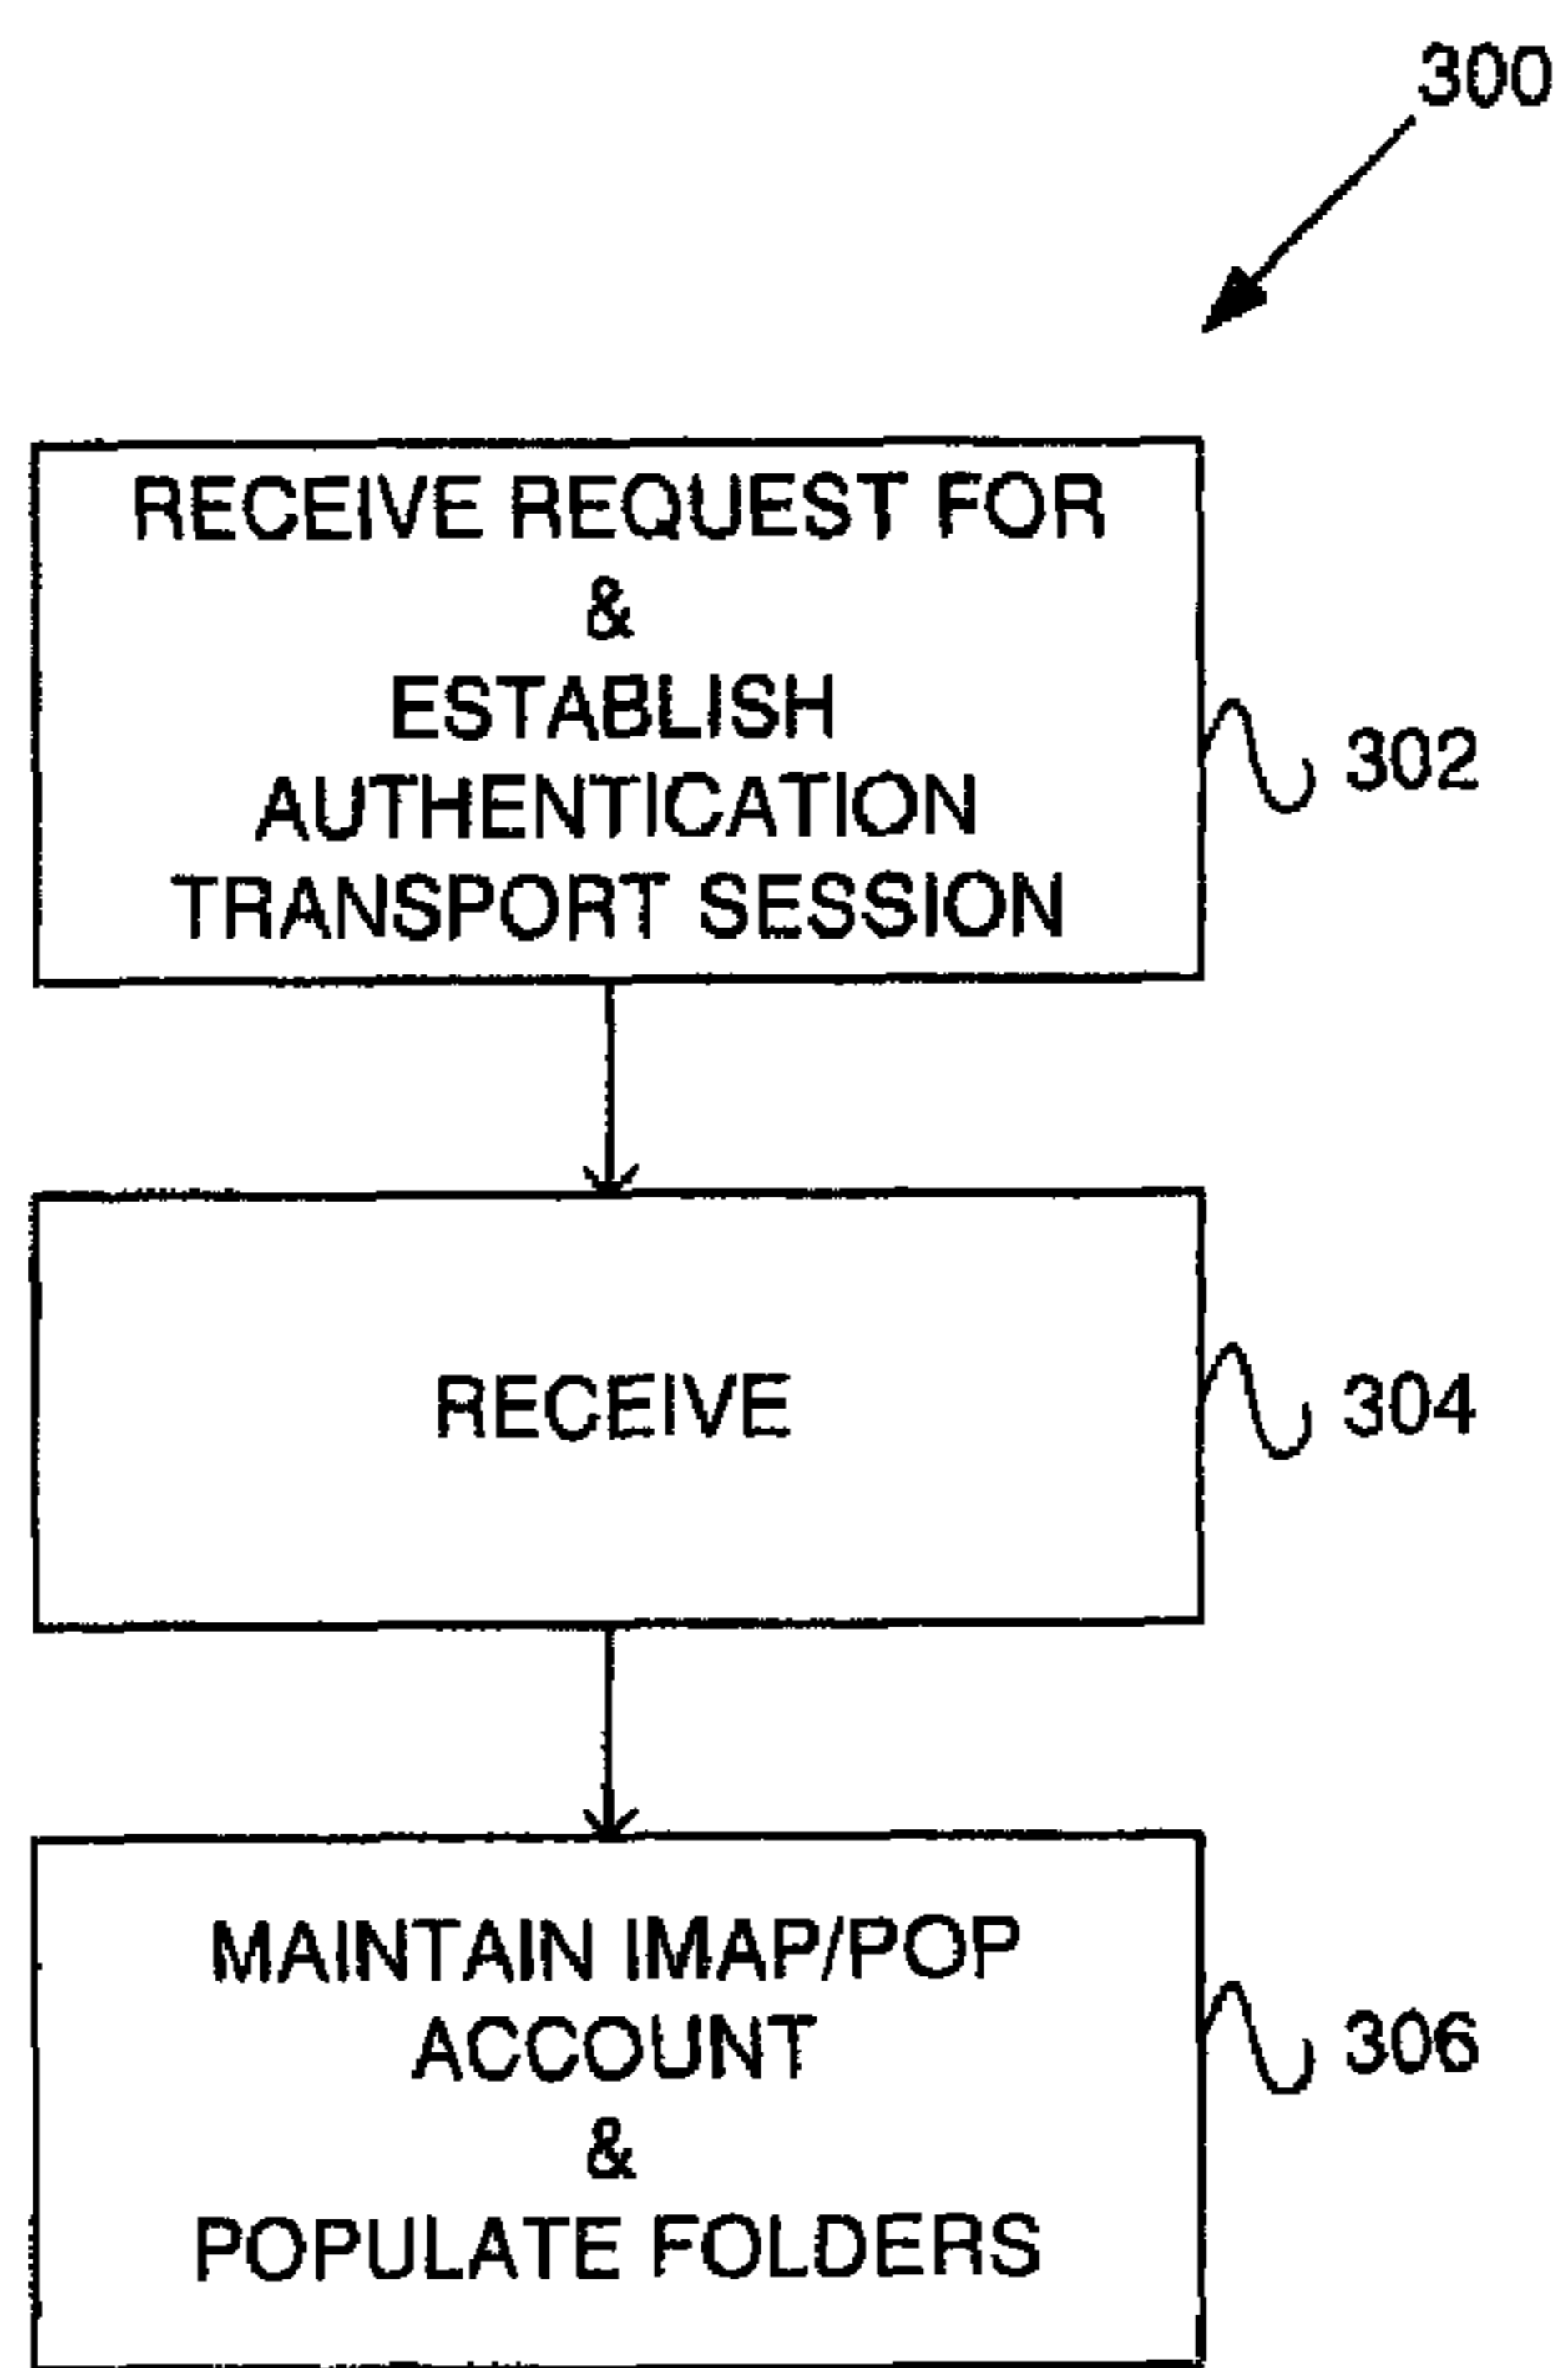 300
RECEIVE REQUEST FOR
&
ESTABLISH
AUTHENTICATION
TRANSPORT SESSION
302
RECEIVE
304
MAINTAIN IMAP/POP
ACCOUNT
&
POPULATE FOLDERS
306